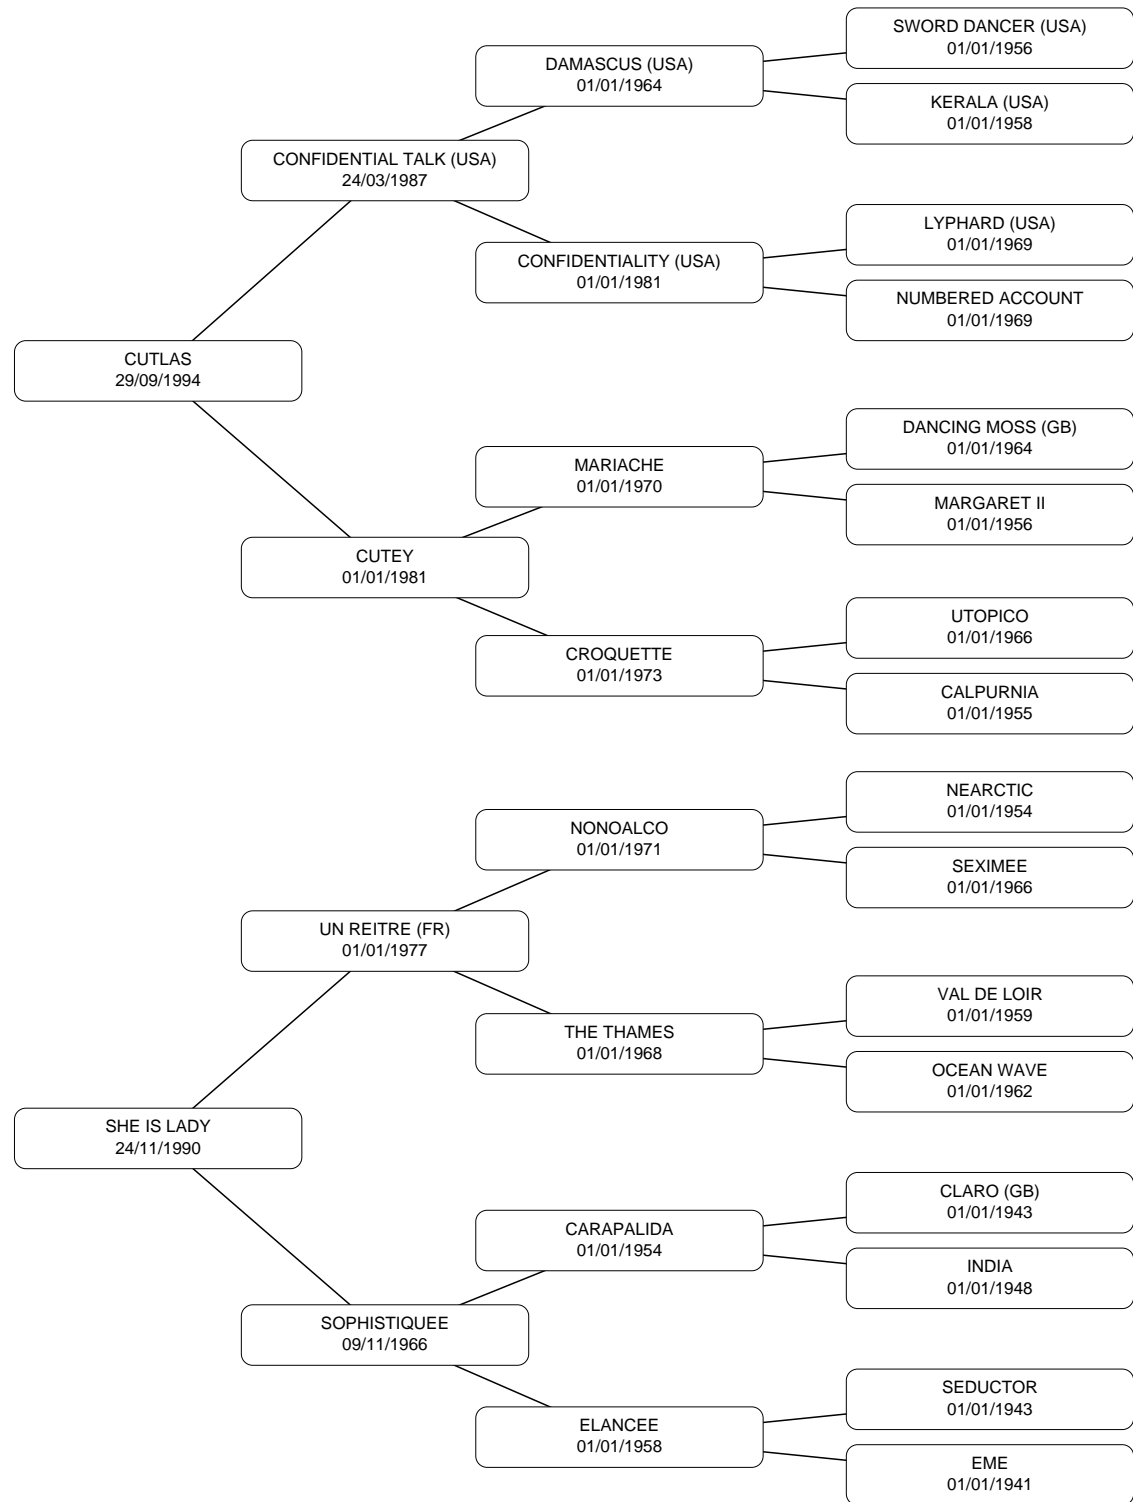 SWORD DANCER (USA)
01/01/1956
DAMASCUS (USA)
01/01/1964
KERALA (USA)
01/01/1958
CONFIDENTIAL TALK (USA)
24/03/1987
LYPHARD (USA)
01/01/1969
CONFIDENTIALITY (USA)
01/01/1981
NUMBERED ACCOUNT
01/01/1969
CUTLAS
29/09/1994
DANCING MOSS (GB)
01/01/1964
MARIACHE
01/01/1970
MARGARET II
01/01/1956
CUTEY
01/01/1981
UTOPICO
01/01/1966
CROQUETTE
01/01/1973
CALPURNIA
01/01/1955
NEARCTIC
01/01/1954
NONOALCO
01/01/1971
SEXIMEE
01/01/1966
UN REITRE (FR)
01/01/1977
VAL DE LOIR
01/01/1959
THE THAMES
01/01/1968
OCEAN WAVE
01/01/1962
SHE IS LADY
24/11/1990
CLARO (GB)
01/01/1943
CARAPALIDA
01/01/1954
INDIA
01/01/1948
SOPHISTIQUEE
09/11/1966
SEDUCTOR
01/01/1943
ELANCEE
01/01/1958
EME
01/01/1941